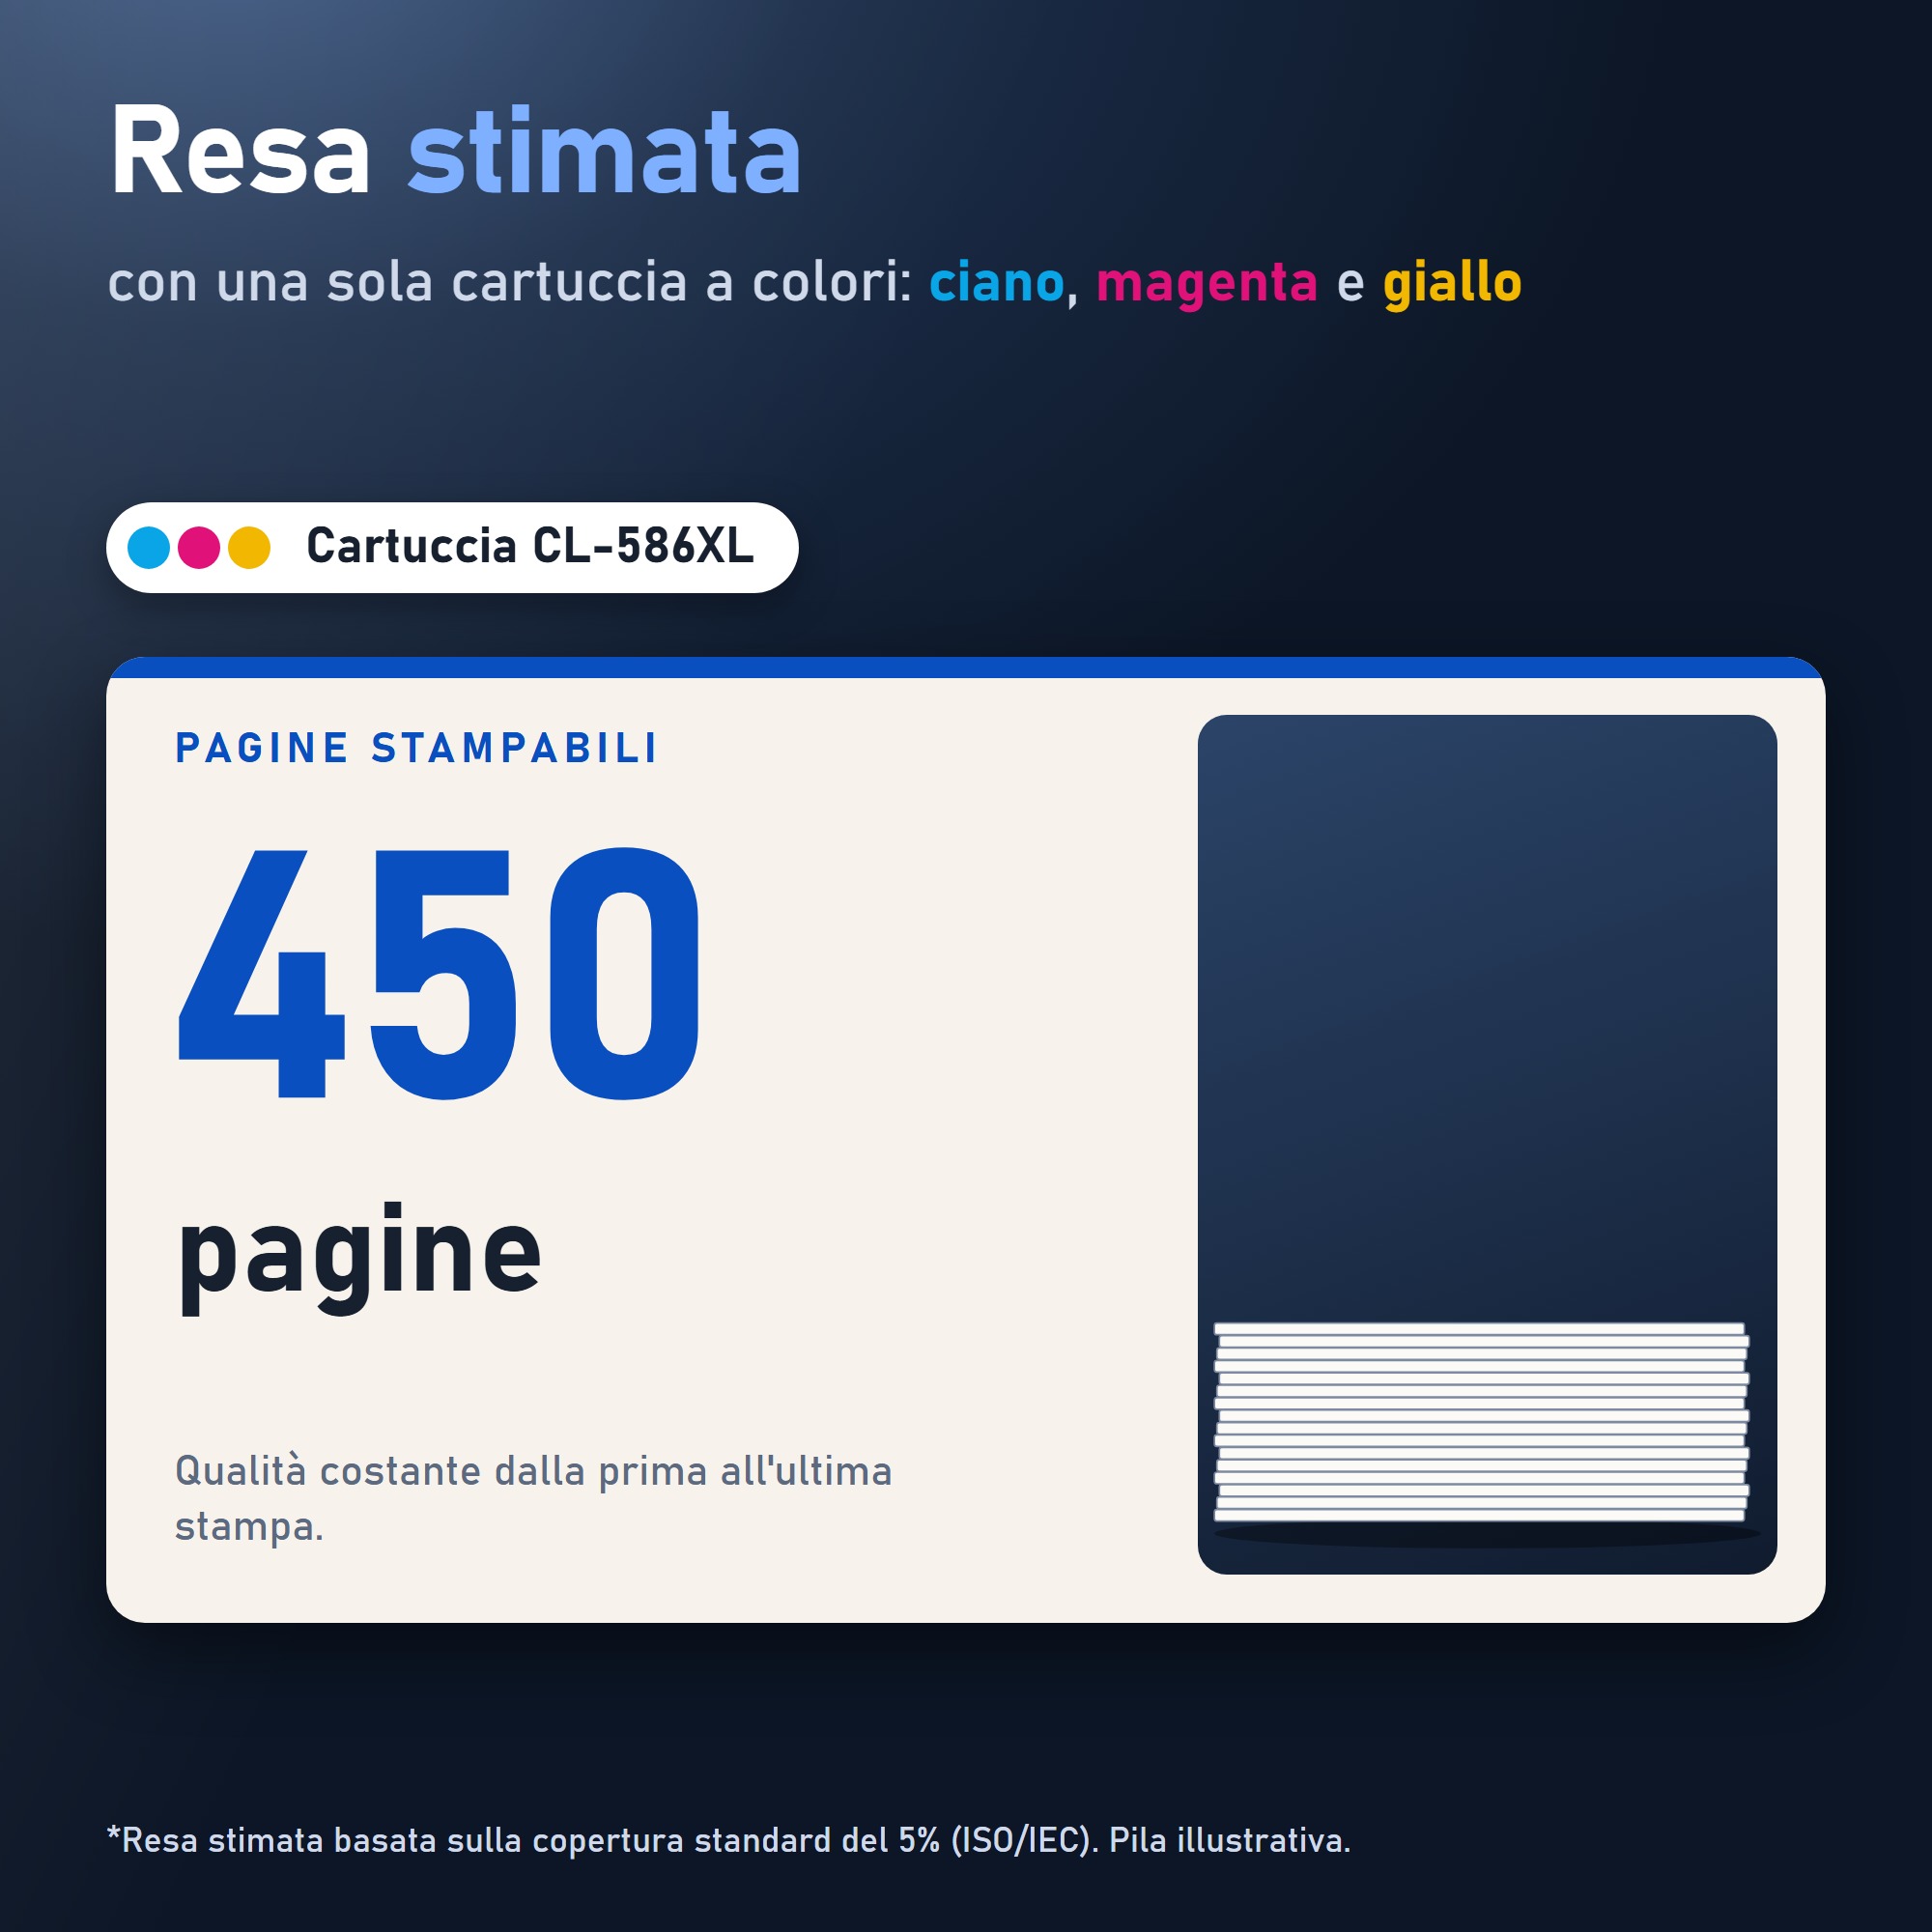 Resa stimata
con una sola cartuccia a colori: ciano, magenta e giallo
Cartuccia CL-586XL
PAGINE STAMPABILI
450
pagine
Qualità costante dalla prima all'ultima
stampa.
*Resa stimata basata sulla copertura standard del 5% (ISO/IEC). Pila illustrativa.